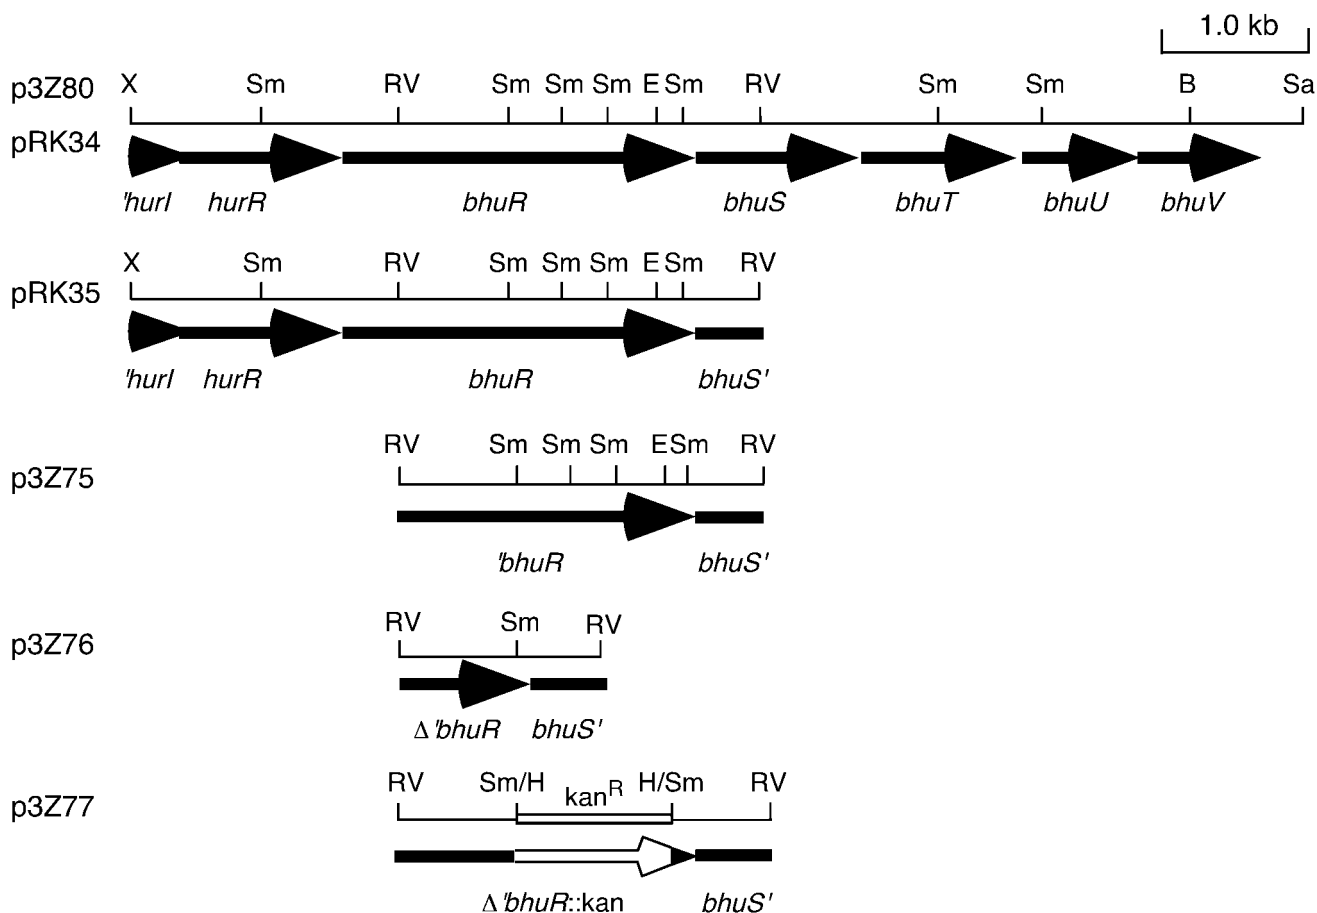 1.0 kb
p3Z80 X Sm RV Sm Sm Sm E Sm RV Sm Sm B Sa
pRK34
'hurI hurR bhuR bhuS bhuT bhuU bhuV
X Sm RV Sm Sm Sm E Sm RV
pRK35
'hurI hurR bhuR bhuS'
RV Sm Sm Sm E Sm RV
p3Z75
'bhuR bhuS'
RV Sm RV
p3Z76
Δ'bhuR bhuS'
RV Sm/H kanᴿ H/Sm RV
p3Z77
Δ'bhuR::kan bhuS'